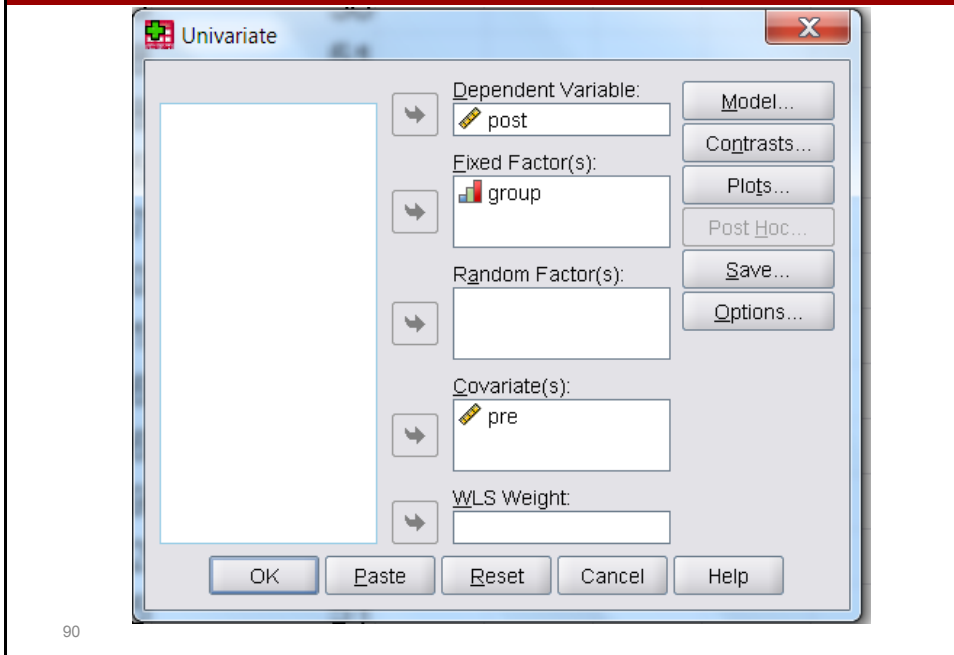 Univariate
Dependent Variable:
post
Fixed Factor(s):
group
Random Factor(s):
Covariate(s):
pre
WLS Weight:
Model...
Contrasts...
Plots...
Post Hoc...
Save...
Options...
OK Paste Reset Cancel Help
90